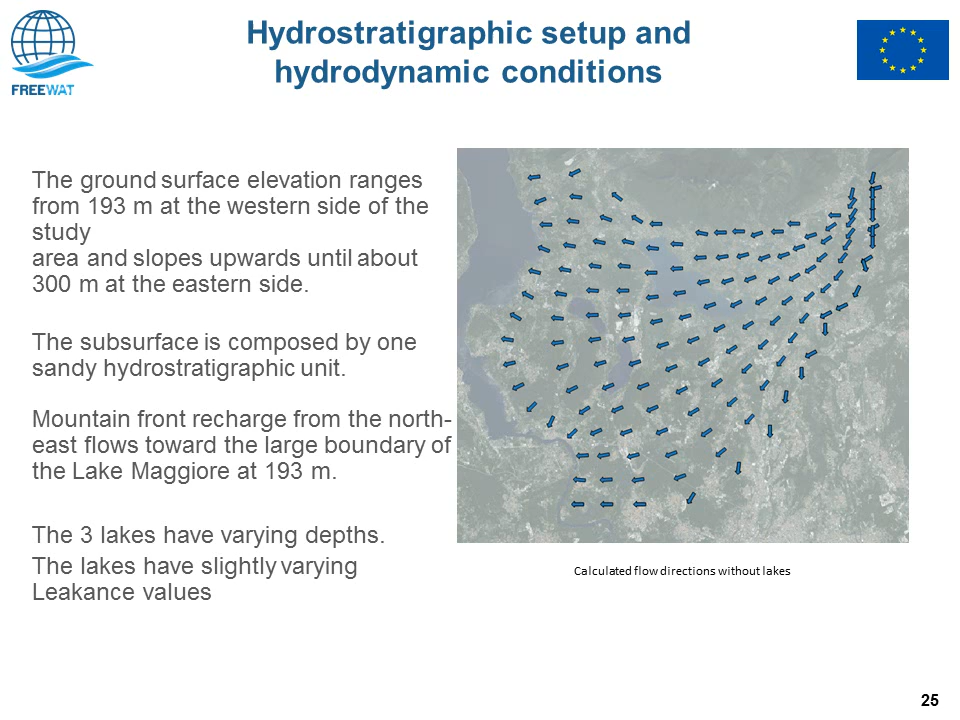 Hydrostratigraphic setup and
hydrodynamic conditions
FREEWAT
The ground surface elevation ranges
from 193 m at the western side of the
study
area and slopes upwards until about
300 m at the eastern side.
The subsurface is composed by one
sandy hydrostratigraphic unit.
Mountain front recharge from the north-
east flows toward the large boundary of
the Lake Maggiore at 193 m.
The 3 lakes have varying depths.
The lakes have slightly varying
Leakance values
Calculated flow directions without lakes
25